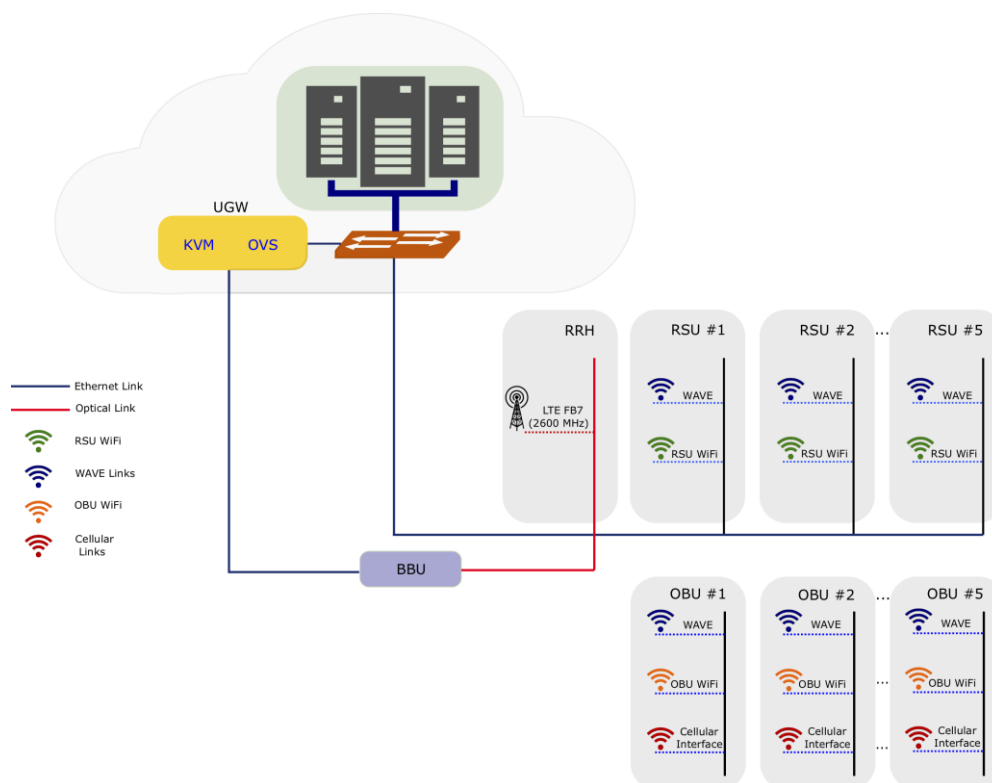 UGW
KVM OVS
RRH
LTE FB7
(2600 MHz)
RSU #1
WAVE
RSU WiFi
RSU #2
WAVE
RSU WiFi
...
RSU #5
WAVE
RSU WiFi
Ethernet Link
Optical Link
RSU WiFi
WAVE Links
OBU WiFi
Cellular
Links
BBU
OBU #1
WAVE
OBU WiFi
Cellular
Interface
OBU #2
WAVE
OBU WiFi
Cellular
Interface
...
...
...
OBU #5
WAVE
OBU WiFi
Cellular
Interface